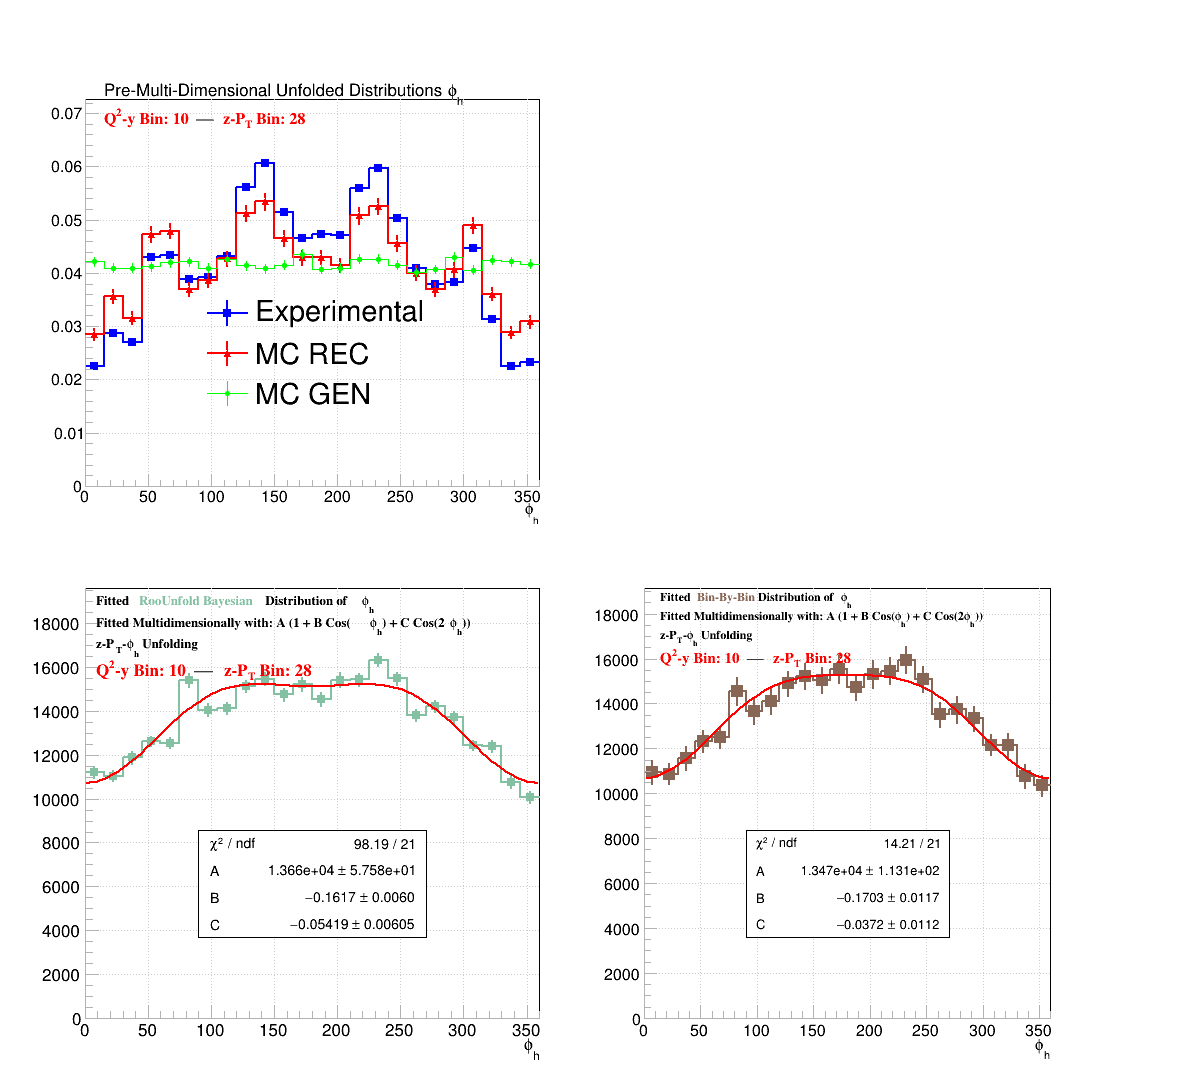 Pre-Multi-Dimensional Unfolded Distributions ϕh
Q2-y Bin: 10 — z-PT Bin: 28
0.07
0.06
0.05
0.04
0.03
0.02
0.01
0
Experimental
MC REC
MC GEN
0 50 100 150 200 250 300 350
ϕh
Fitted RooUnfold Bayesian Distribution of ϕh
Fitted Multidimensionally with: A (1 + B Cos( ϕh) + C Cos(2 ϕh))
z-PT-ϕh Unfolding
Q2-y Bin: 10 — z-PT Bin: 28
18000
16000
14000
12000
10000
8000
6000
4000
2000
0
χ2 / ndf 98.19 / 21
A 1.366e+04 ± 5.758e+01
B −0.1617 ± 0.0060
C −0.05419 ± 0.00605
0 50 100 150 200 250 300 350
ϕh
Fitted Bin-By-Bin Distribution of ϕh
Fitted Multidimensionally with: A (1 + B Cos(ϕh) + C Cos(2ϕh))
z-PT-ϕh Unfolding
Q2-y Bin: 10 — z-PT Bin: 28
18000
16000
14000
12000
10000
8000
6000
4000
2000
0
χ2 / ndf 14.21 / 21
A 1.347e+04 ± 1.131e+02
B −0.1703 ± 0.0117
C −0.0372 ± 0.0112
0 50 100 150 200 250 300 350
ϕh